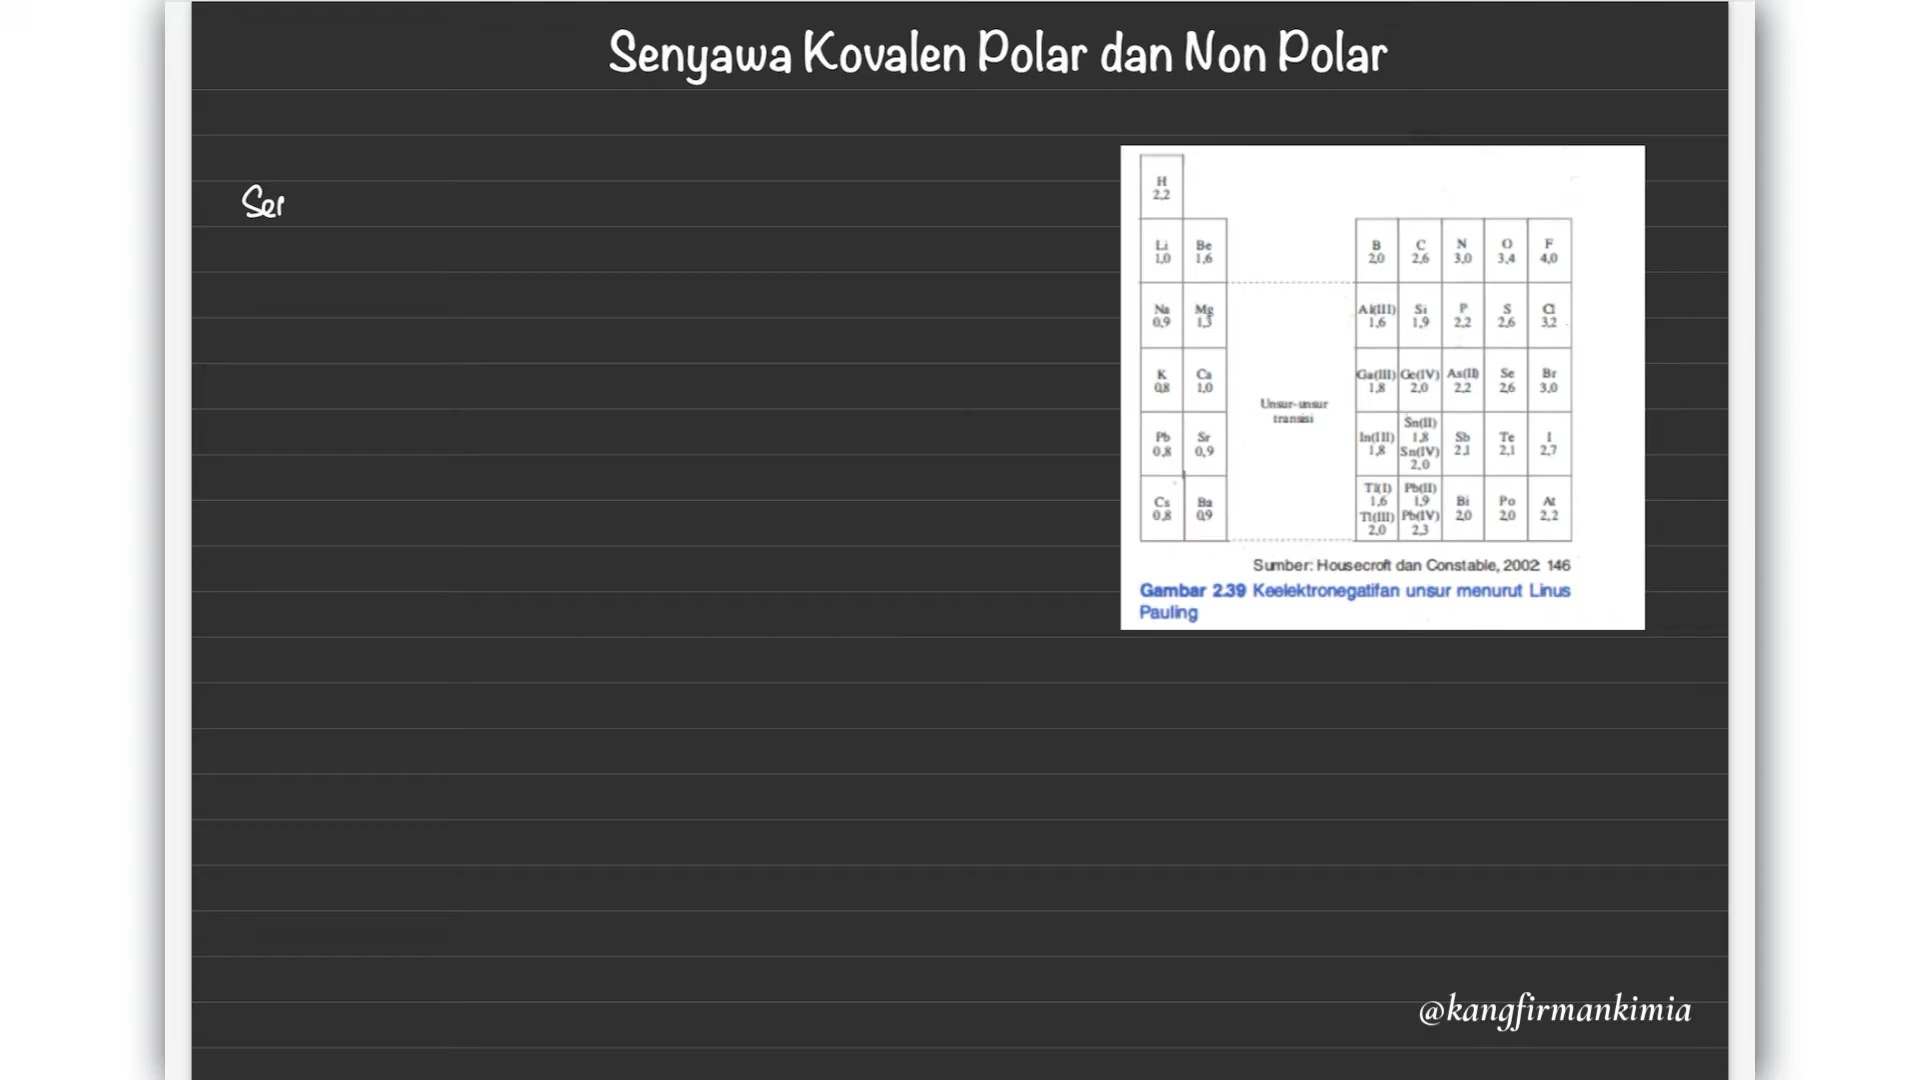 Senyawa Kovalen Polar dan Non Polar
Ser
H
2,2
Li Be B C N O F
1,0 1,6 2,0 2,6 3,0 3,4 4,0
Na Mg Al(III) Si P S Cl
0,9 1,3 1,6 1,9 2,2 2,6 3,2
K Ca Ga(III) Ge(IV) As(II) Se Br
0,8 1,0 1,8 2,0 2,2 2,6 3,0
Unsur-unsur
transisi
Sn(II)
Pb Sr In(III) 1,8 Sb Te I
0,8 0,9 1,8 Sn(IV) 2,1 2,1 2,7
2,0
Tl(I) Pb(II)
Cs Ba 1,6 1,9 Bi Po At
0,8 0,9 Tl(III) Pb(IV) 2,0 2,0 2,2
2,0 2,3
Sumber: Housecroft dan Constable, 2002: 146
Gambar 2.39 Keelektronegatifan unsur menurut Linus
Pauling
@kangfirmankimia